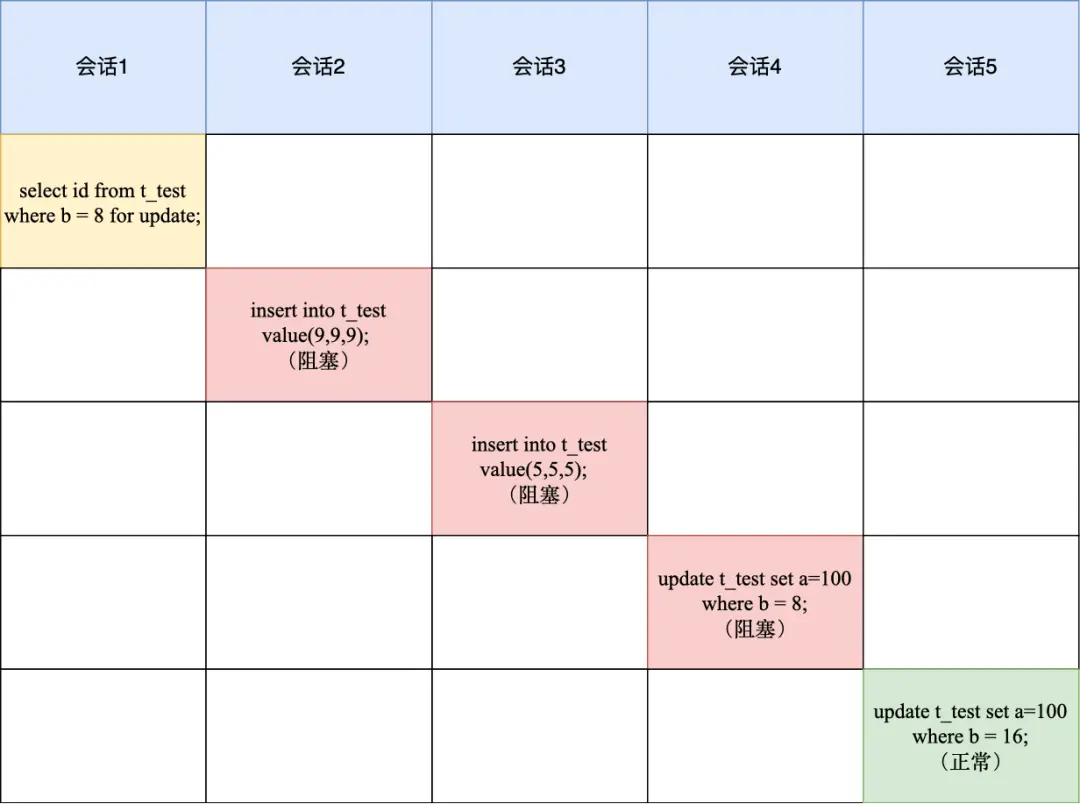 会话1
会话2
会话3
会话4
会话5
select id from t_test
where b = 8 for update;
insert into t_test
value(9,9,9);
（阻塞）
insert into t_test
value(5,5,5);
（阻塞）
update t_test set a=100
where b = 8;
（阻塞）
update t_test set a=100
where b = 16;
（正常）